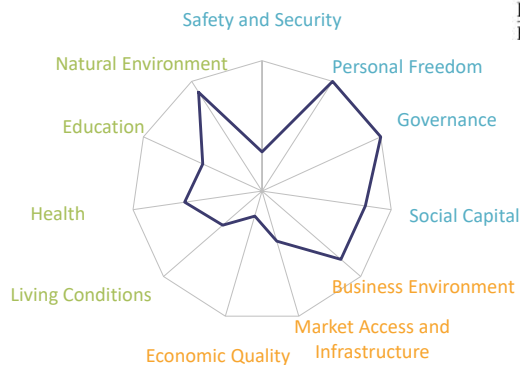 Safety and Security
Natural Environment
Personal Freedom
Education
Governance
Health
Social Capital
Living Conditions
Business Environment
Market Access and
Infrastructure
Economic Quality